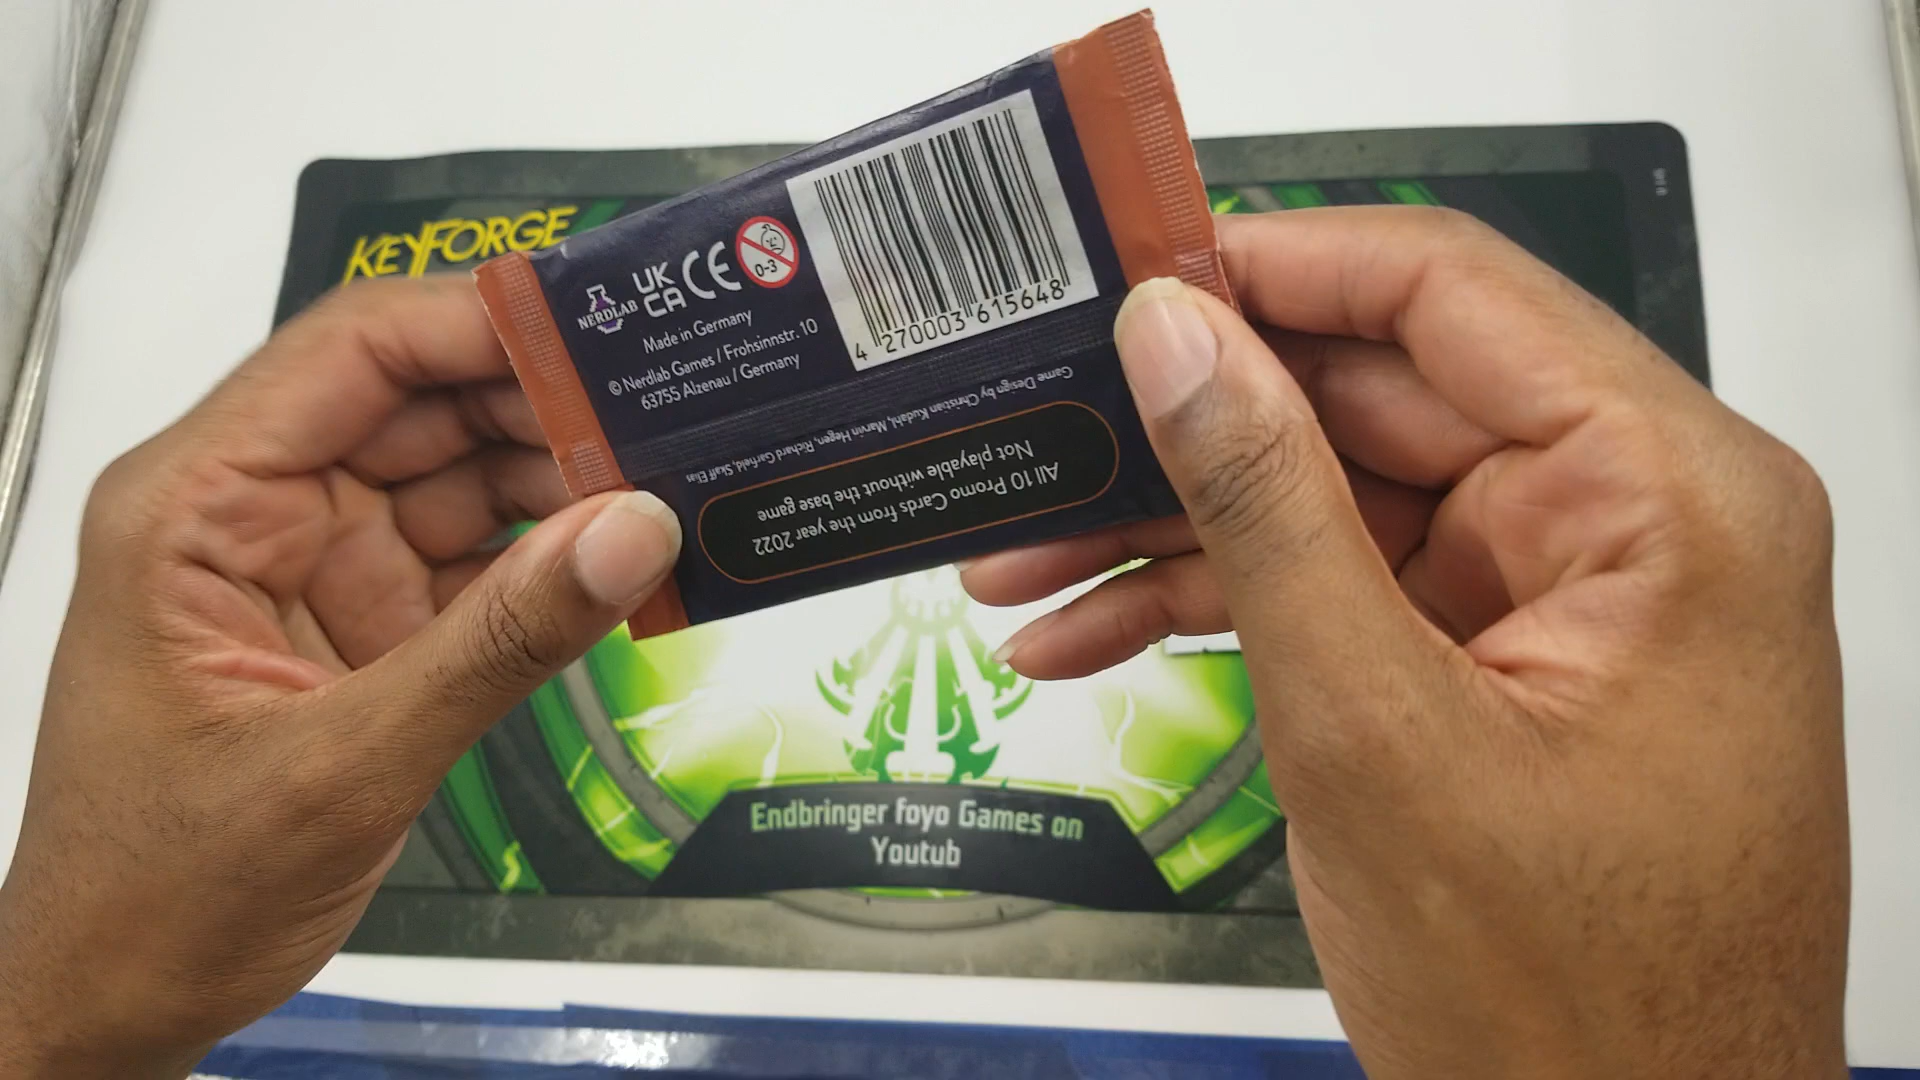 KEYFORGE
NERDLAB
UK
CA
CE
0-3
Made in Germany
© Nerdlab Games / Frohsinnstr. 10
63755 Alzenau / Germany
4 270003 615648
Game Design by Christian Kudahl, Marvin Hegen, Richard Garfield, Skaff Elias
All 10 Promo Cards from the year 2022
Not playable without the base game
Endbringer foyo Games on
Youtub